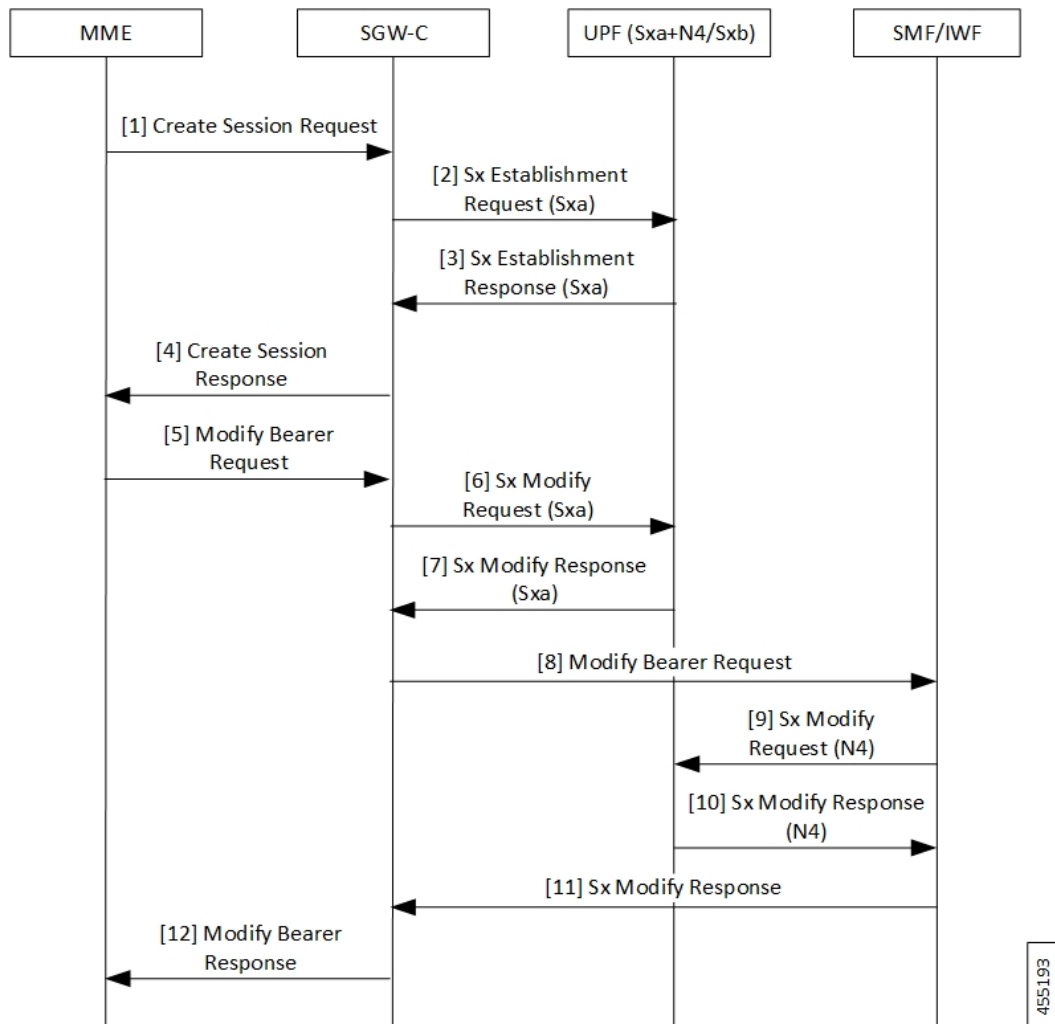 MME
SGW-C
UPF (Sxa+N4/Sxb)
SMF/IWF
[1] Create Session Request
[2] Sx Establishment
Request (Sxa)
[3] Sx Establishment
Response (Sxa)
[4] Create Session
Response
[5] Modify Bearer
Request
[6] Sx Modify
Request (Sxa)
[7] Sx Modify Response
(Sxa)
[8] Modify Bearer Request
[9] Sx Modify
Request (N4)
[10] Sx Modify Response
(N4)
[11] Sx Modify Response
[12] Modify Bearer
Response
455193